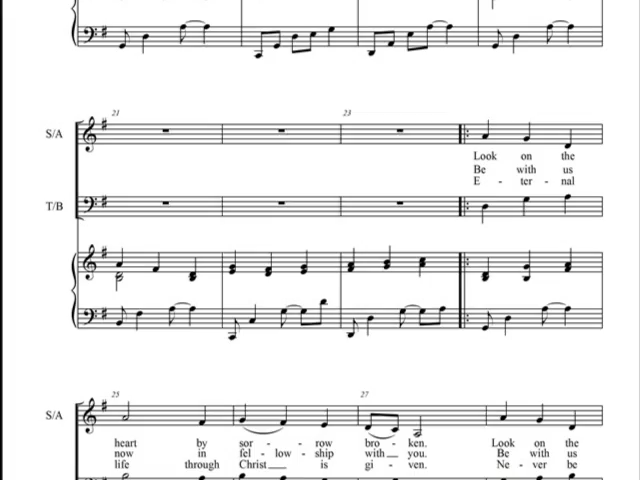 21 23
S/A
Look on the
Be with us
E - ter - nal
T/B
25 27
S/A
heart by sor - row bro - ken. Look on the
now in fel - low - ship with you. Be with us
life through Christ is gi - ven. Ne - ver be